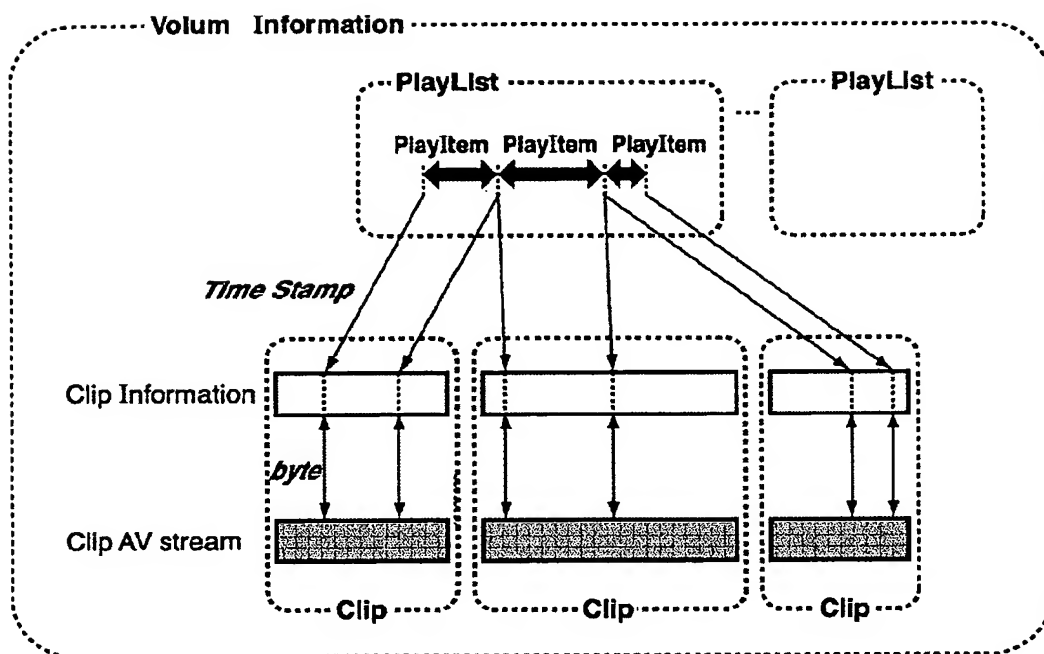 Volum Information
PlayList
PlayList
...
PlayItem PlayItem PlayItem
Time Stamp
Clip Information
byte
Clip AV stream
Clip
Clip
Clip